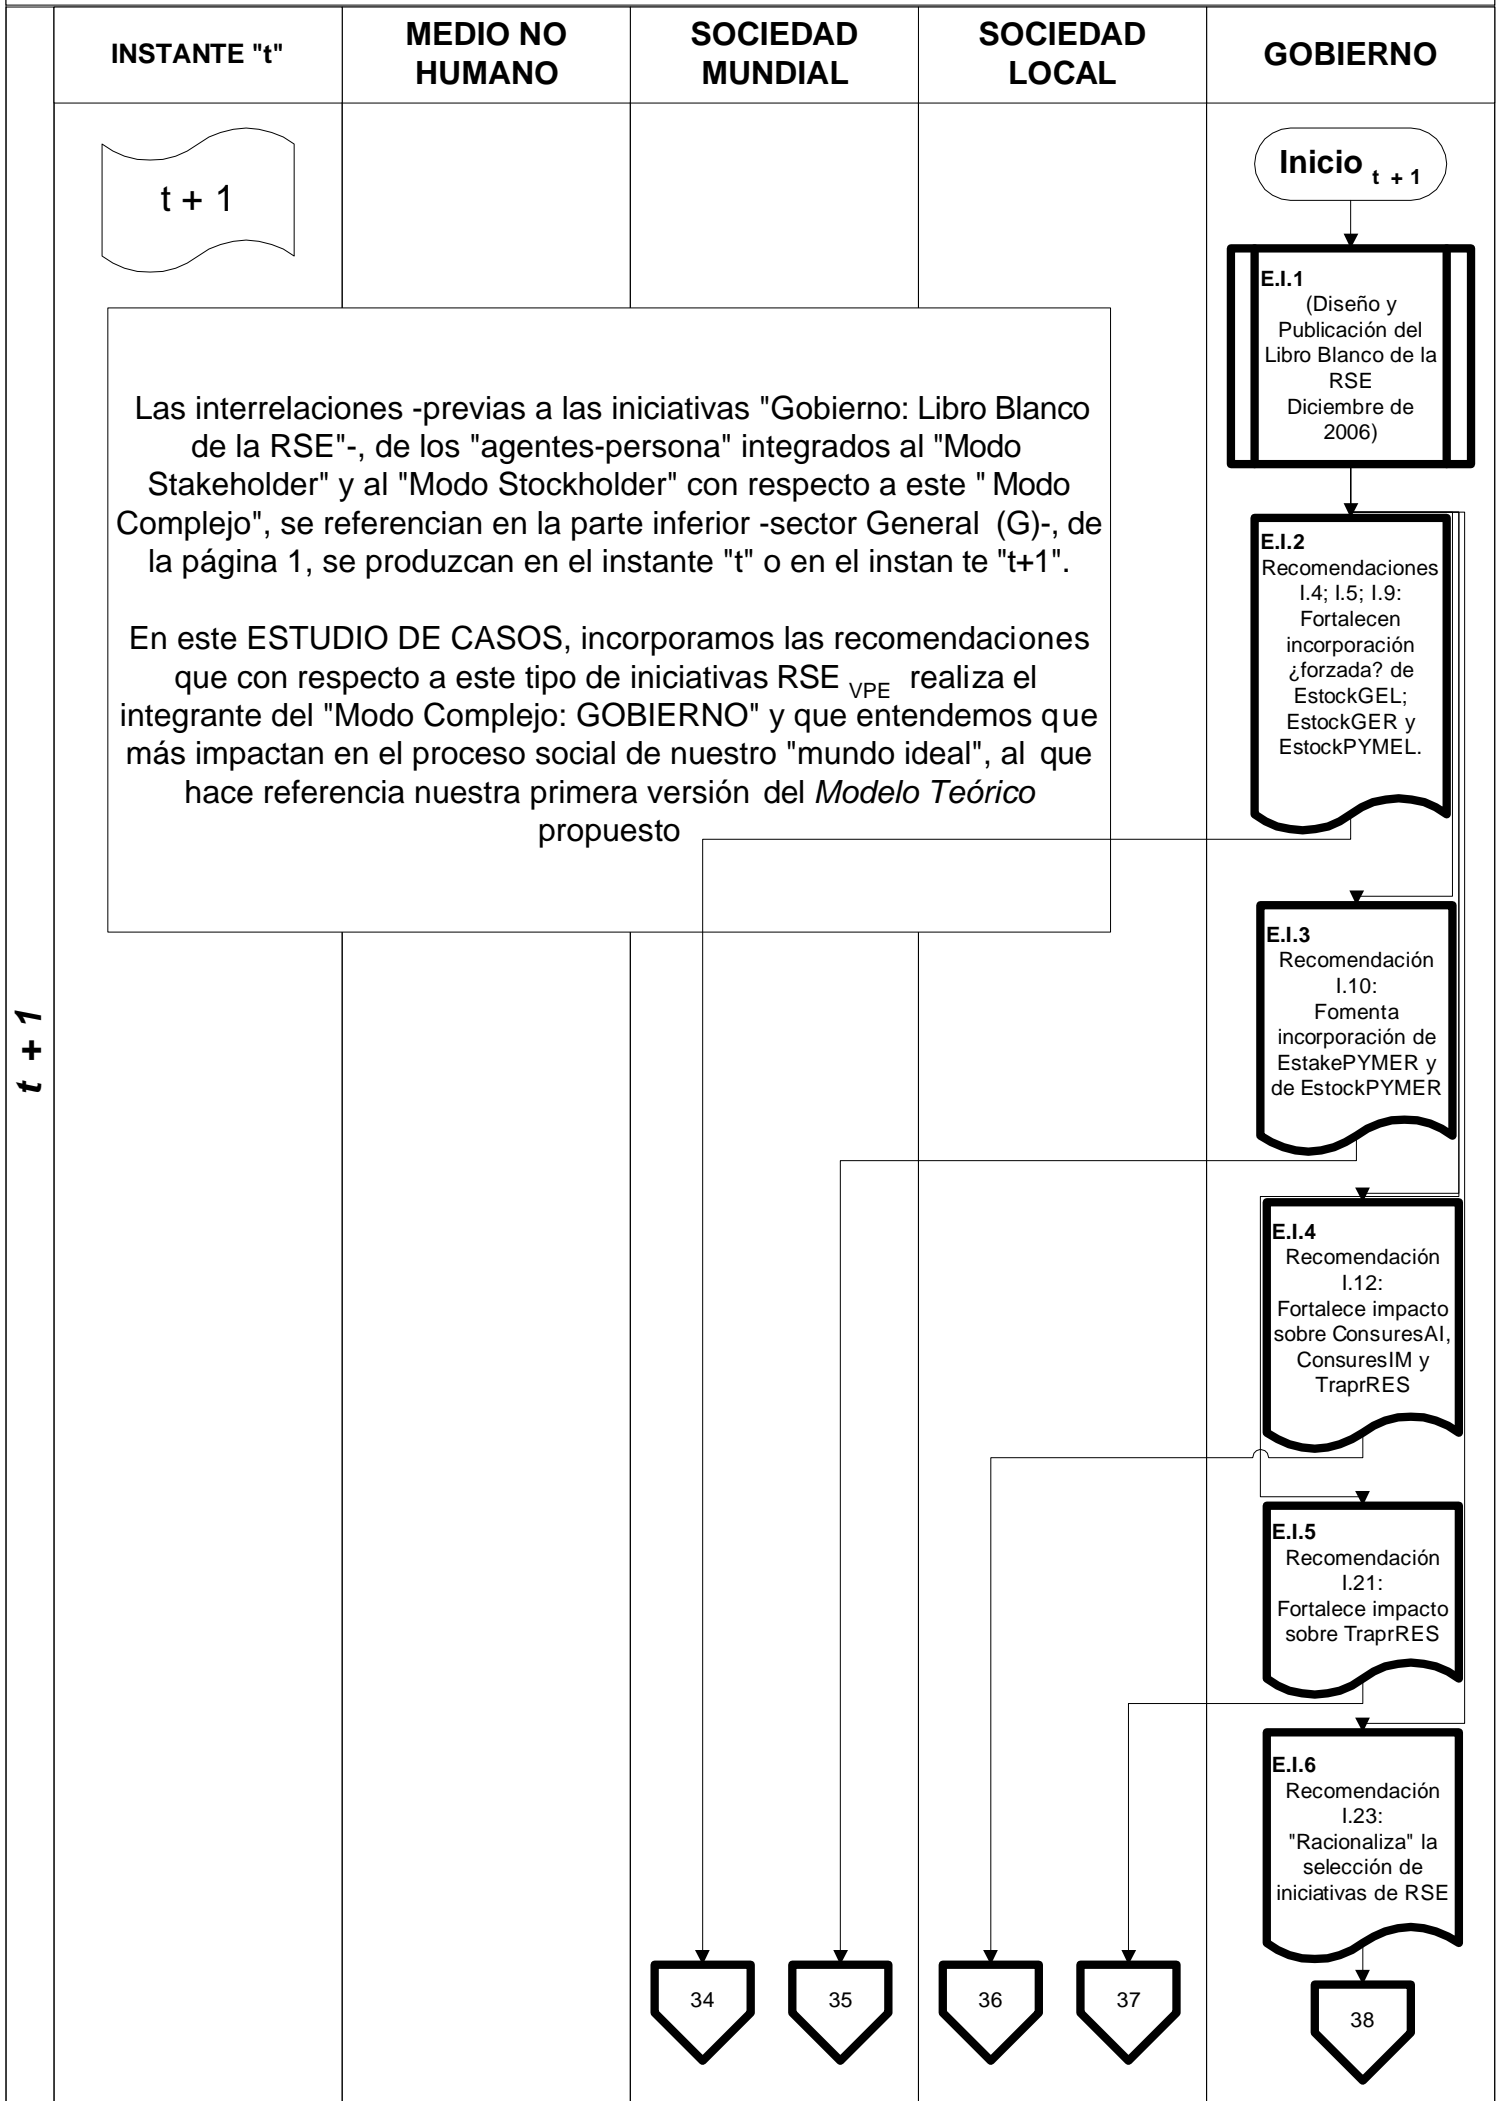 INSTANTE "t"
MEDIO NO
HUMANO
SOCIEDAD
MUNDIAL
SOCIEDAD
LOCAL
GOBIERNO
t + 1
Inicio t + 1
E.I.1
(Diseño y
Publicación del
Libro Blanco de la
RSE
Diciembre de
2006)
Las interrelaciones -previas a las iniciativas "Gobierno: Libro Blanco
de la RSE"-, de los "agentes-persona" integrados al "Modo
Stakeholder" y al "Modo Stockholder" con respecto a este " Modo
Complejo", se referencian en la parte inferior -sector General (G)-, de
la página 1, se produzcan en el instante "t" o en el instan te "t+1".
En este ESTUDIO DE CASOS, incorporamos las recomendaciones
que con respecto a este tipo de iniciativas RSE VPE realiza el
integrante del "Modo Complejo: GOBIERNO" y que entendemos que
más impactan en el proceso social de nuestro "mundo ideal", al que
hace referencia nuestra primera versión del Modelo Teórico
propuesto
E.I.2
Recomendaciones
I.4; I.5; I.9:
Fortalecen
incorporación
¿forzada? de
EstockGEL;
EstockGER y
EstockPYMEL.
E.I.3
Recomendación
I.10:
Fomenta
incorporación de
EstakePYMER y
de EstockPYMER
t + 1
E.I.4
Recomendación
I.12:
Fortalece impacto
sobre ConsuresAI,
ConsuresIM y
TraprRES
E.I.5
Recomendación
I.21:
Fortalece impacto
sobre TraprRES
E.I.6
Recomendación
I.23:
"Racionaliza" la
selección de
iniciativas de RSE
34
35
36
37
38